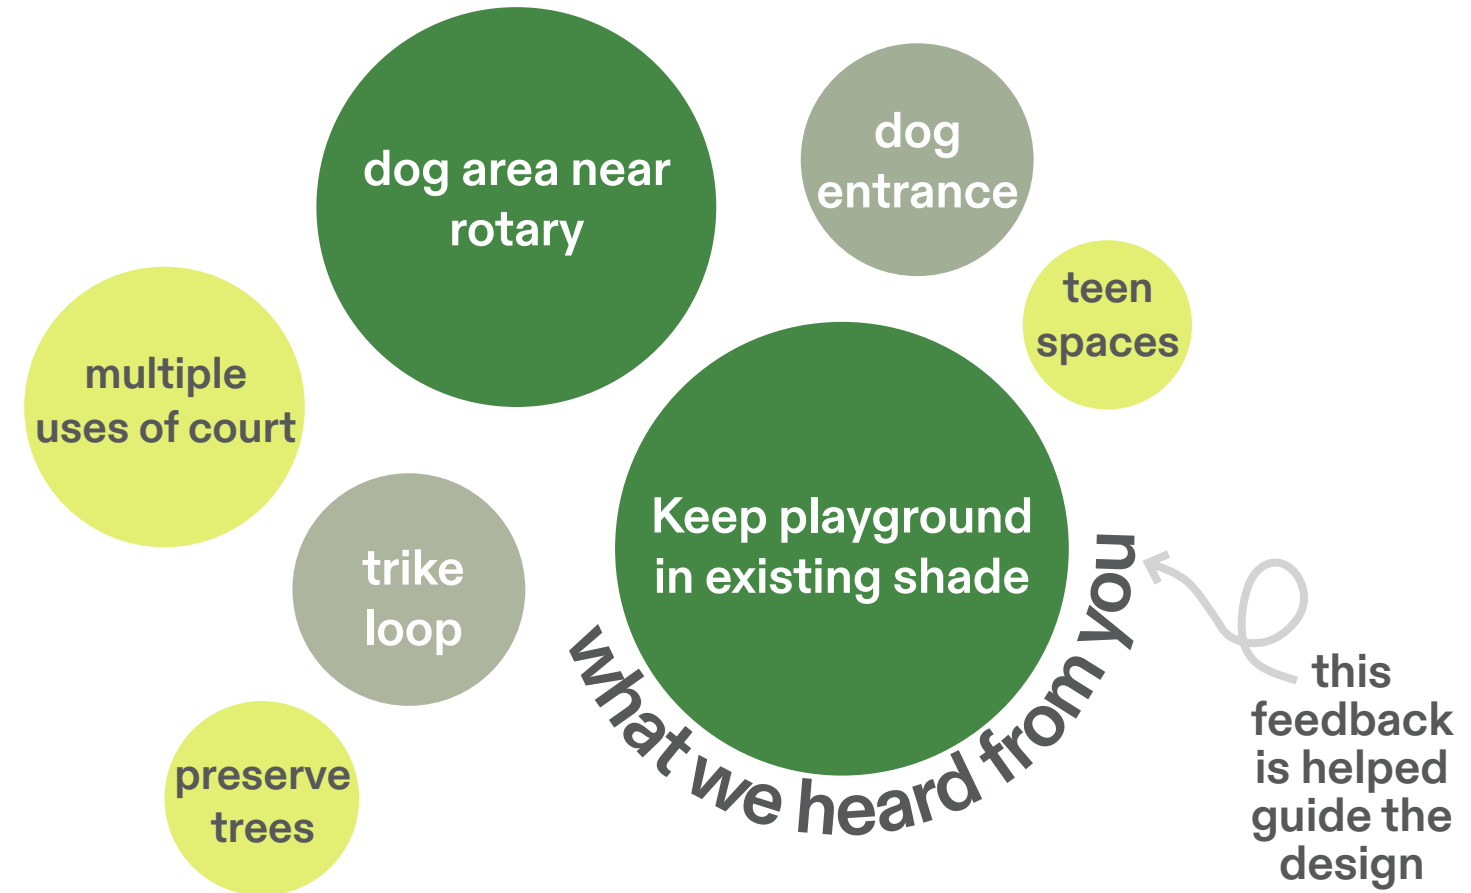 dog area near
rotary
dog
entrance
teen
spaces
multiple
uses of court
Keep playground
in existing shade
trike
loop
what we heard from you
this
feedback
is helped
guide the
design
preserve
trees